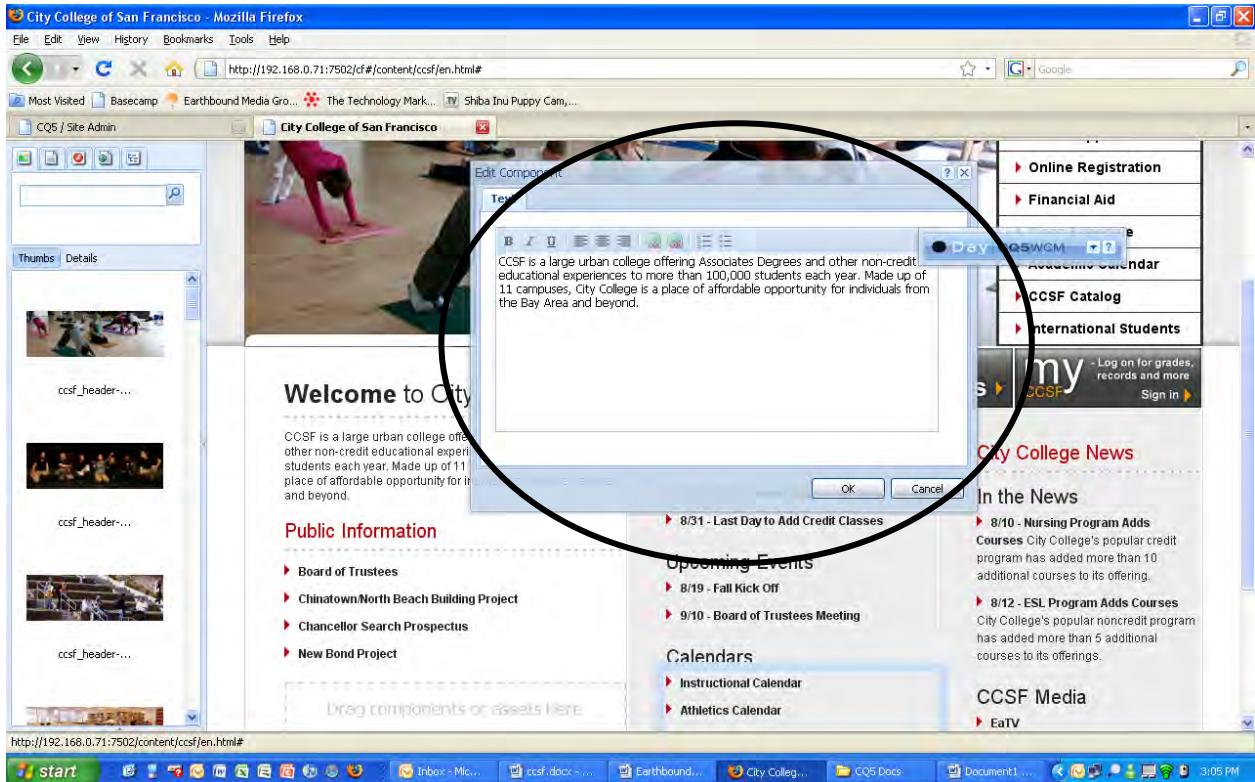 City College of San Francisco - Mozilla Firefox
File Edit View History Bookmarks Tools Help
http://192.168.0.71:7502/cf#/content/ccsf/en.html#
Google
Most Visited Basecamp Earthbound Media Gro... The Technology Mark... Shiba Inu Puppy Cam,...
CQ5 / Site Admin
City College of San Francisco
Thumbs Details
ccsf_header-...
ccsf_header-...
ccsf_header-...
Edit Component
Text
B I U
CCSF is a large urban college offering Associates Degrees and other non-credit
educational experiences to more than 100,000 students each year. Made up of
11 campuses, City College is a place of affordable opportunity for individuals from
the Bay Area and beyond.
OK Cancel
Day CQ5WCM
Online Registration
Financial Aid
Academic Calendar
CCSF Catalog
International Students
my CCSF
- Log on for grades,
records and more
Sign in
Welcome to City
CCSF is a large urban college
other non-credit educational
students each year. Made up of 11
place of affordable opportunity for
and beyond.
Public Information
Board of Trustees
Chinatown/North Beach Building Project
Chancellor Search Prospectus
New Bond Project
Drag components or assets here
8/31 - Last Day to Add Credit Classes
Upcoming Events
8/19 - Fall Kick Off
9/10 - Board of Trustees Meeting
Calendars
Instructional Calendar
Athletics Calendar
City College News
In the News
8/10 - Nursing Program Adds
Courses City College's popular credit
program has added more than 10
additional courses to its offering.
8/12 - ESL Program Adds Courses
City College's popular noncredit program
has added more than 5 additional
courses to its offerings.
CCSF Media
EaTV
http://192.168.0.71:7502/content/ccsf/en.html#
start
Inbox - Mic...
ccsf.docx - ...
Earthbound...
City Colleg...
CQ5 Docs
Document1 ...
3:05 PM